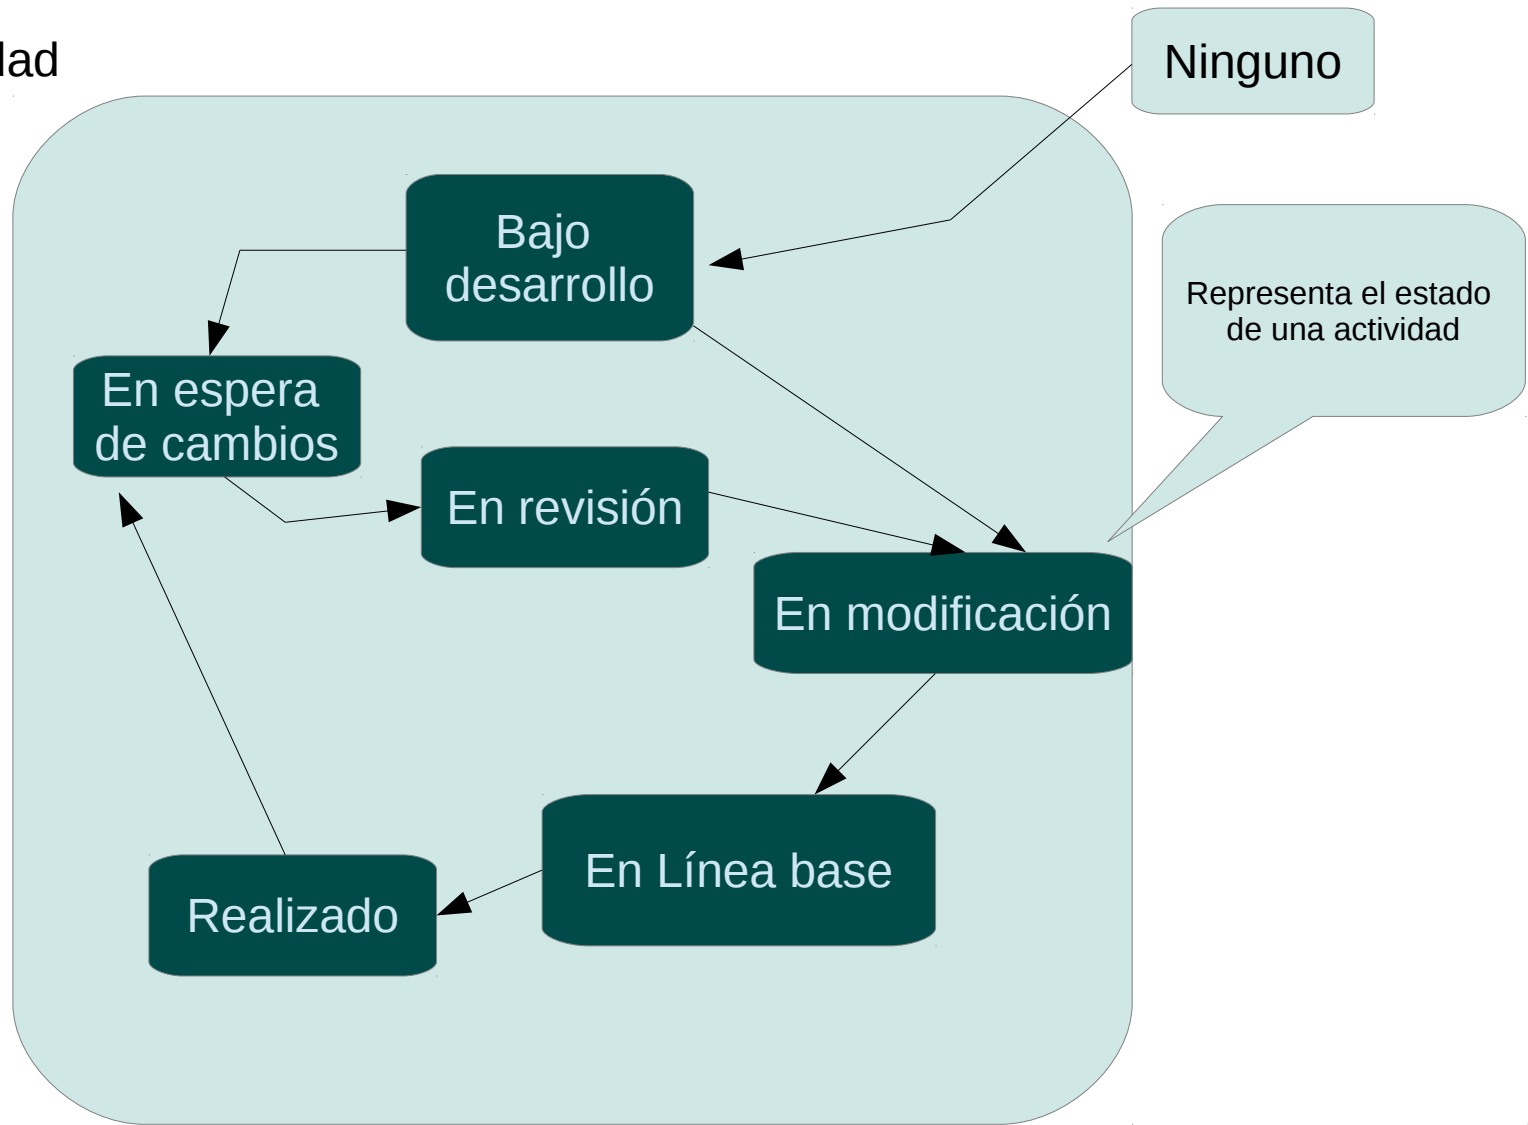 dad
Ninguno
Bajo
desarrollo
Representa el estado
de una actividad
En espera
de cambios
En revisión
En modificación
En Línea base
Realizado